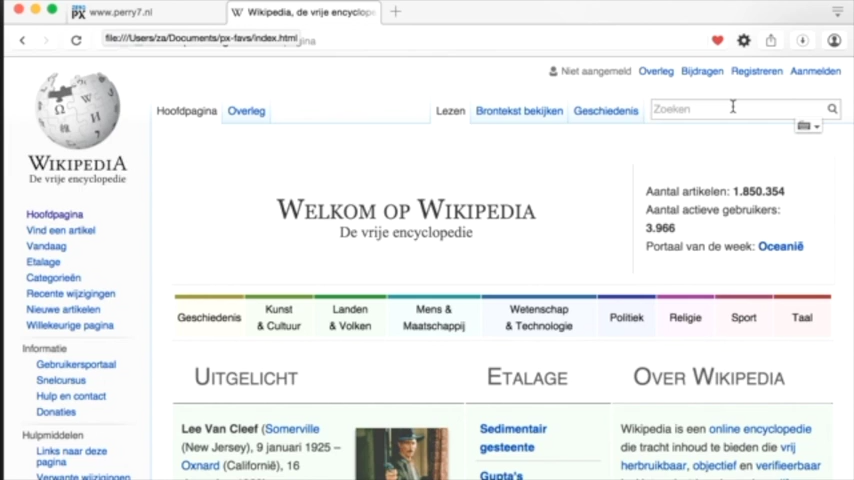 www.perry7.nl
Wikipedia, de vrije encyclope
file:///Users/za/Documents/px-favs/index.html
Niet aangemeld Overleg Bijdragen Registreren Aanmelden
Hoofdpagina Overleg
Lezen Brontekst bekijken Geschiedenis
Zoeken
WIKIPEDIA
De vrije encyclopedie
Hoofdpagina
Vind een artikel
Vandaag
Etalage
Categorieën
Recente wijzigingen
Nieuwe artikelen
Willekeurige pagina
Informatie
Gebruikersportaal
Snelcursus
Hulp en contact
Donaties
Hulpmiddelen
Links naar deze
pagina
Verwante wijzigingen
WELKOM OP WIKIPEDIA
De vrije encyclopedie
Aantal artikelen: 1.850.354
Aantal actieve gebruikers:
3.966
Portaal van de week: Oceanië
Geschiedenis
Kunst
& Cultuur
Landen
& Volken
Mens &
Maatschappij
Wetenschap
& Technologie
Politiek
Religie
Sport
Taal
UITGELICHT
Lee Van Cleef (Somerville
(New Jersey), 9 januari 1925 –
Oxnard (Californië), 16
ETALAGE
Sedimentair
gesteente
Gupta's
OVER WIKIPEDIA
Wikipedia is een online encyclopedie
die tracht inhoud te bieden die vrij
herbruikbaar, objectief en verifieerbaar